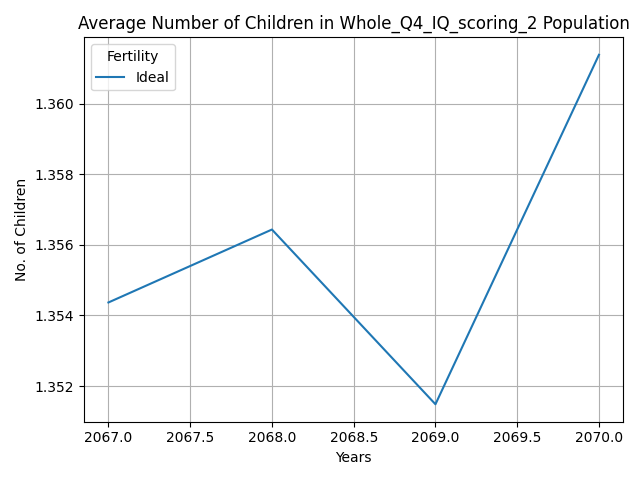 Average Number of Children in Whole_Q4_IQ_scoring_2 Population
Fertility
Ideal
No. of Children
1.360
1.358
1.356
1.354
1.352
2067.0 2067.5 2068.0 2068.5 2069.0 2069.5 2070.0
Years